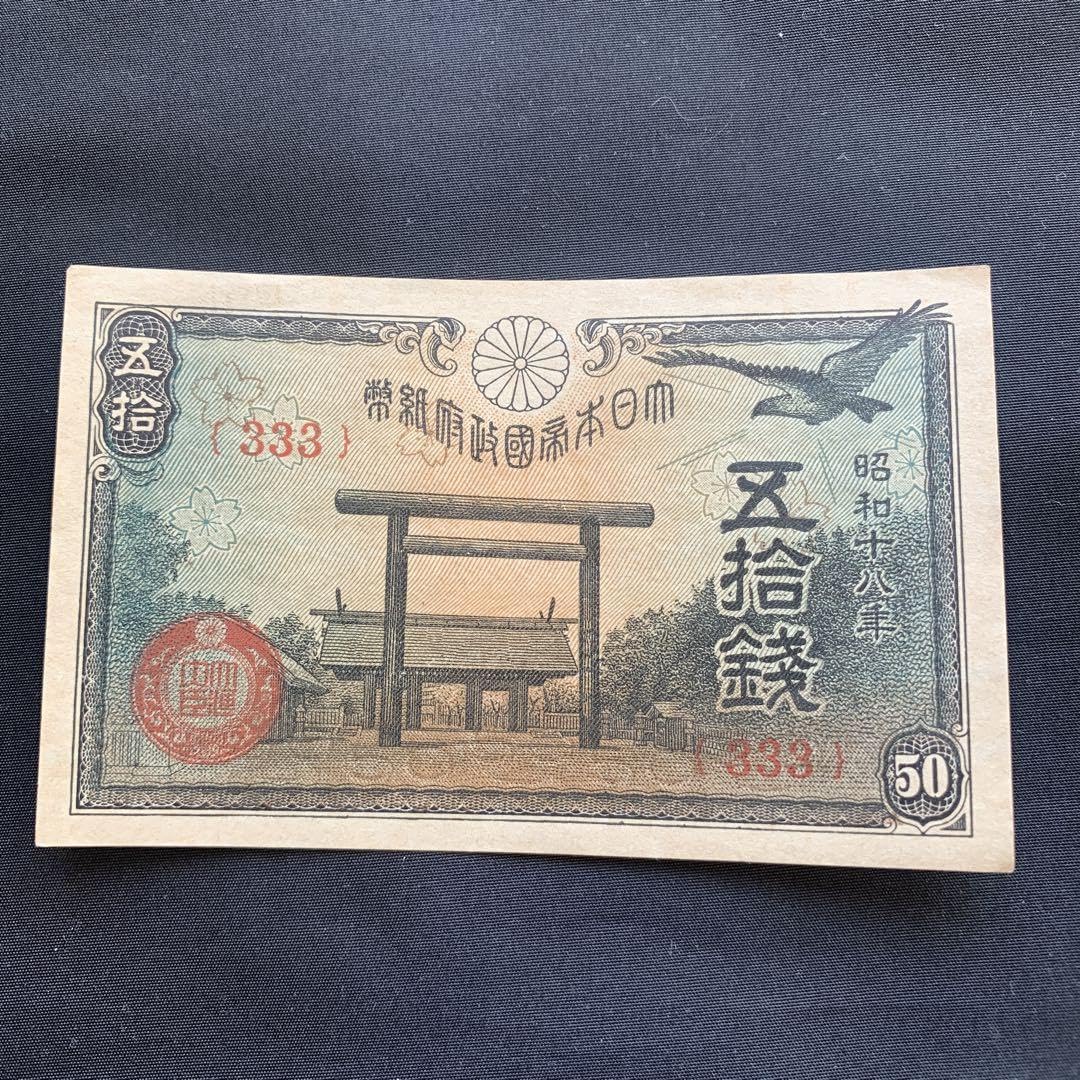 大日本帝國政府紙幣
五拾
{333}
五拾錢
昭和十八年
{333}
50